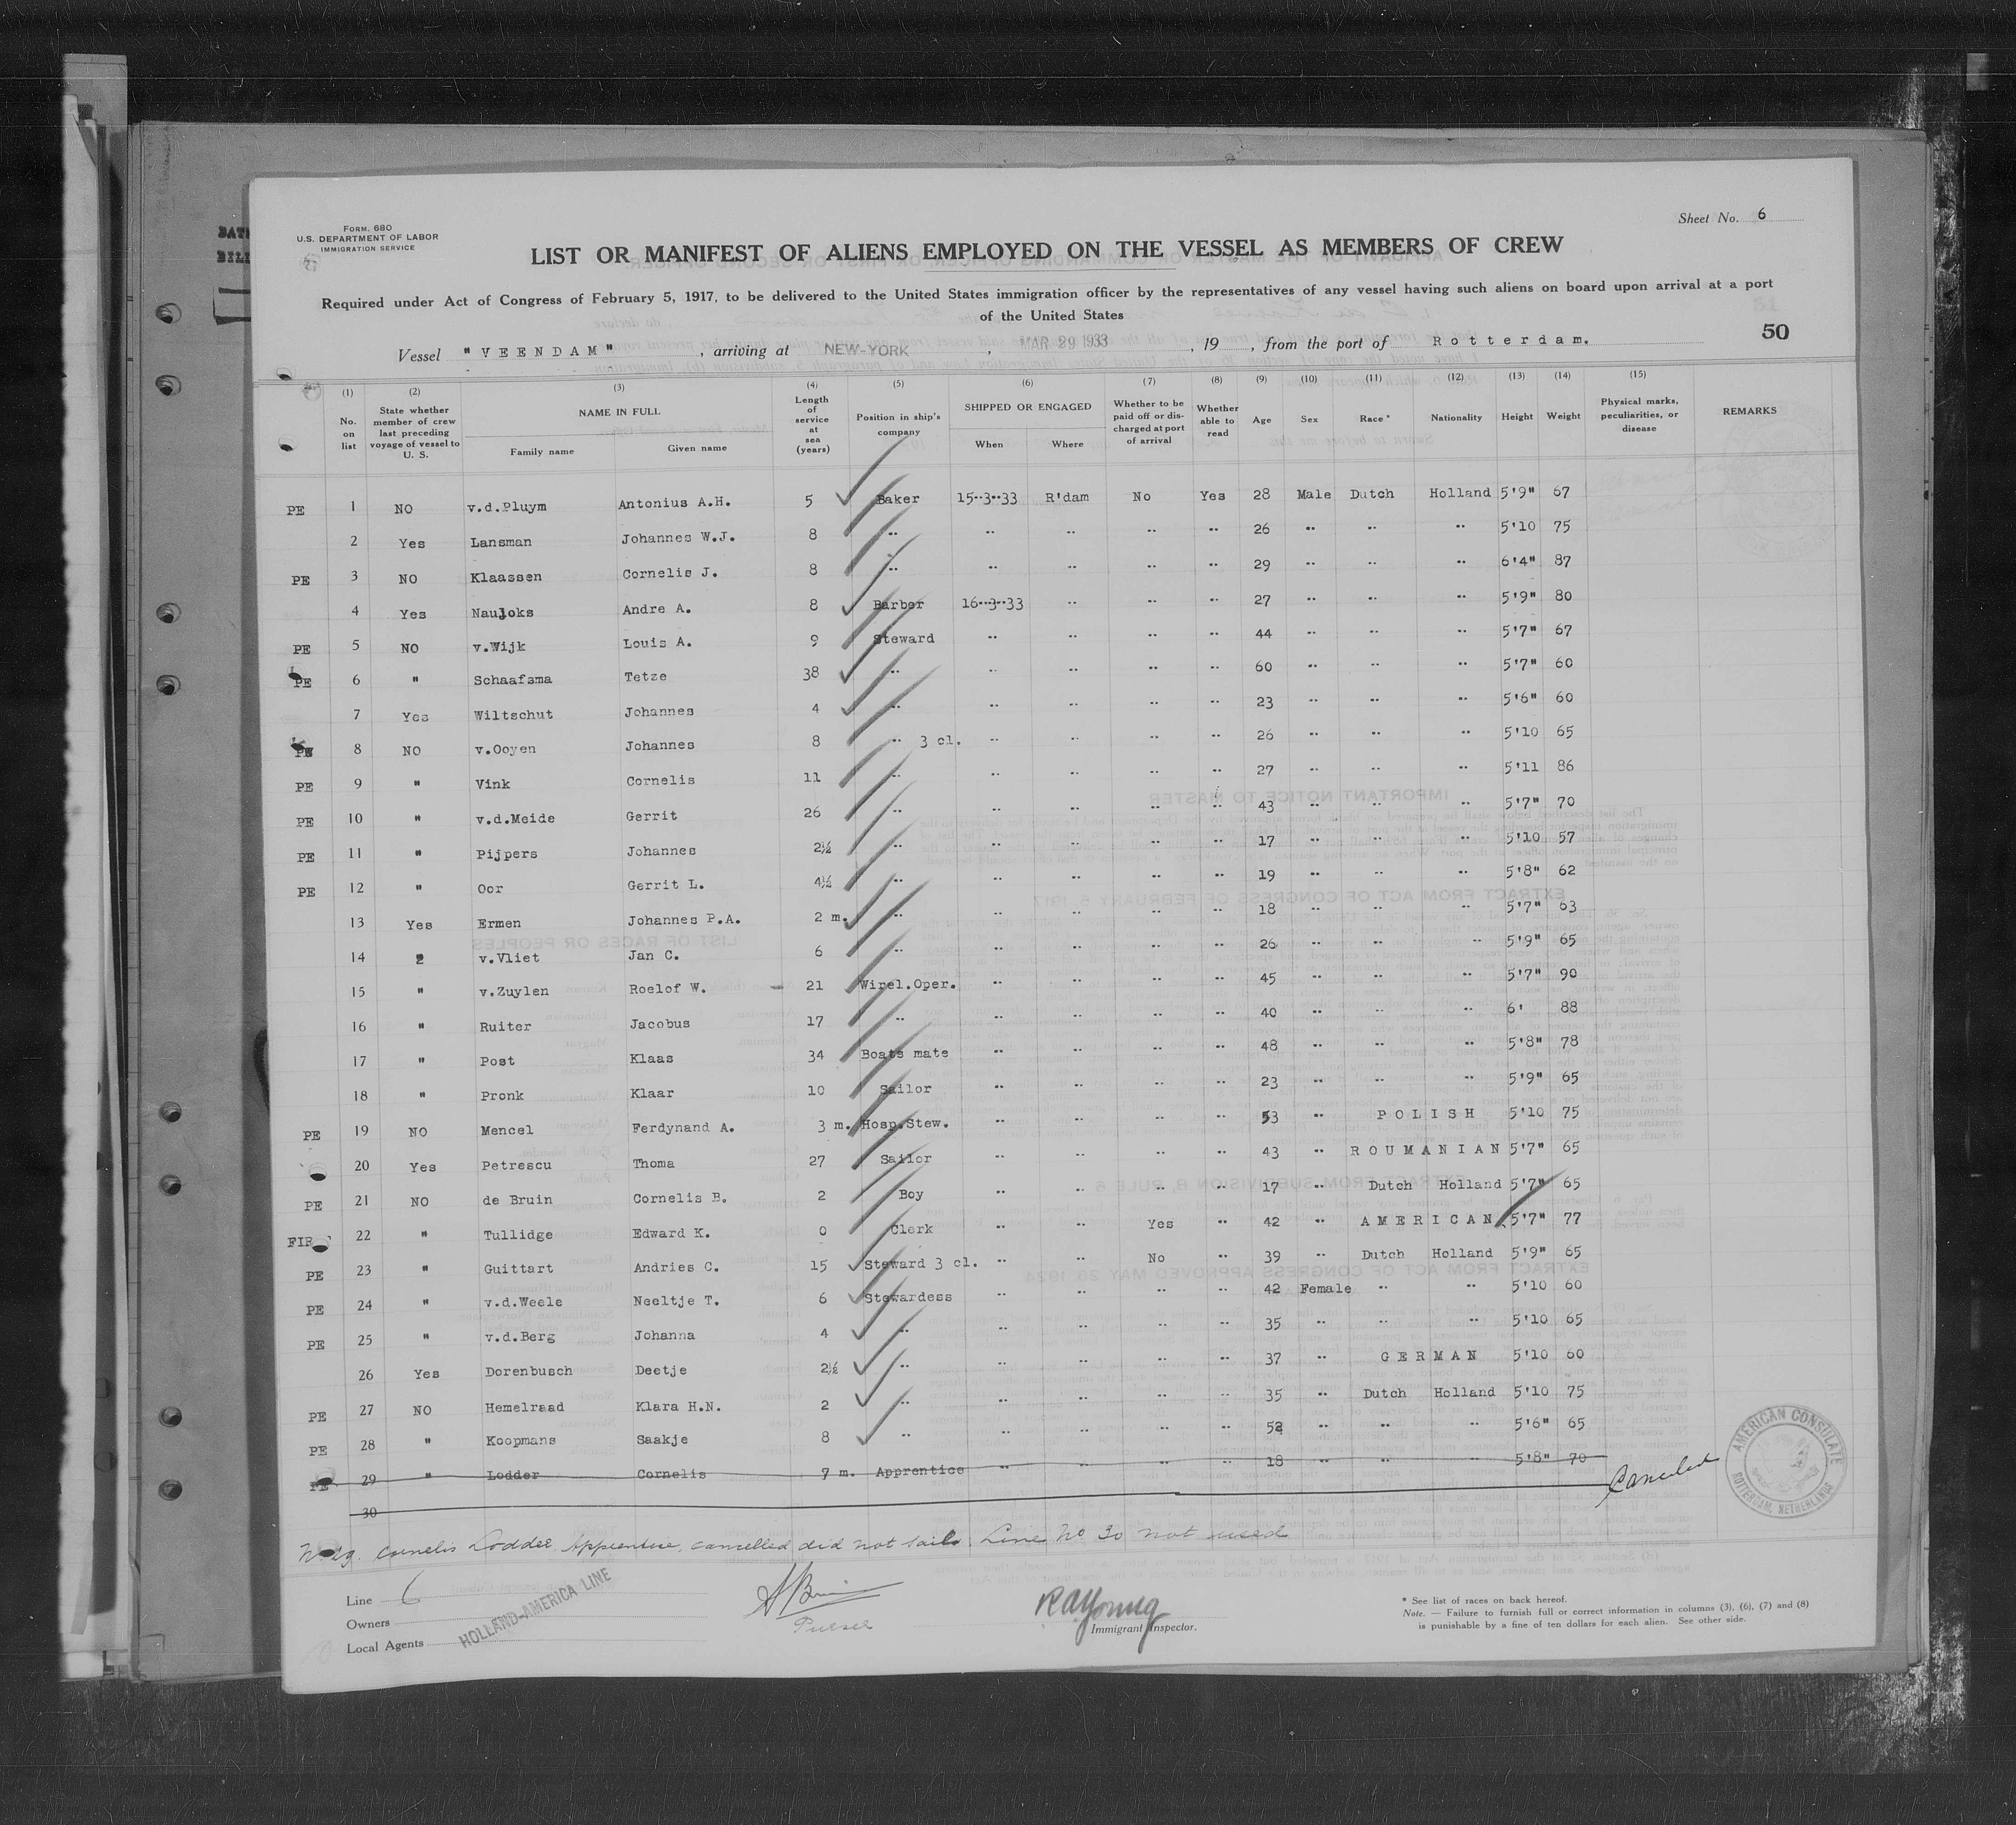 Sheet No. 6
FORM. 680
U.S. DEPARTMENT OF LABOR
IMMIGRATION SERVICE
LIST OR MANIFEST OF ALIENS EMPLOYED ON THE VESSEL AS MEMBERS OF CREW
Required under Act of Congress of February 5, 1917, to be delivered to the United States immigration officer by the representatives of any vessel having such aliens on board upon arrival at a port
of the United States
50
Vessel "VEENDAM", arriving at NEW-YORK, MAR 29 1933, 19 , from the port of Rotterdam.
(1) (2) (3) (4) (5) (6) (7) (8) (9) (10) (11) (12) (13) (14) (15)
No. on list | State whether member of crew last preceding voyage of vessel to U. S. | NAME IN FULL Family name Given name | Length of service at sea (years) | Position in ship's company | SHIPPED OR ENGAGED When Where | Whether to be paid off or discharged at port of arrival | Whether able to read | Age | Sex | Race* | Nationality | Height | Weight | Physical marks, peculiarities, or disease | REMARKS
PE 1 NO v.d.Pluym Antonius A.H. 5 Baker 15-3-33 R'dam No Yes 28 Male Dutch Holland 5'9" 67
2 Yes Lansman Johannes W.J. 8 " " " " " 26 " " " 5'10 75
PE 3 NO Klaassen Cornelis J. 8 " " " " " 29 " " " 6'4" 87
4 Yes Naujoks Andre A. 8 Barber 16-3-33 " " " 27 " " " 5'9" 80
PE 5 NO v.Wijk Louis A. 9 Steward " " " " 44 " " " 5'7" 67
PE 6 " Schaafsma Tetze 38 " " " " " 60 " " " 5'7" 60
7 Yes Wiltschut Johannes 4 " " " " " 23 " " " 5'6" 60
PE 8 NO v.Ooyen Johannes 8 " 3 cl. " " " " 26 " " " 5'10 65
PE 9 " Vink Cornelis 11 " " " " " 27 " " " 5'11 86
PE 10 " v.d.Meide Gerrit 26 " " " " " 43 " " " 5'7" 70
PE 11 " Pijpers Johannes 2½ " " " " " 17 " " " 5'10 57
PE 12 " Oor Gerrit L. 4½ " " " " " 19 " " " 5'8" 62
13 Yes Ermen Johannes P.A. 2 m. " " " " " 18 " " " 5'7" 63
14 " v.Vliet Jan C. 6 " " " " " 26 " " " 5'9" 65
15 " v.Zuylen Roelof W. 21 Wirel.Oper. " " " " 45 " " " 5'7" 90
16 " Ruiter Jacobus 17 " " " " " 40 " " " 6' 88
17 " Post Klaas 34 Boats mate " " " " 48 " " " 5'8" 78
18 " Pronk Klaar 10 Sailor " " " " 23 " " " 5'9" 65
PE 19 NO Mencel Ferdynand A. 3 m. Hosp.Stew. " " " " 53 " POLISH 5'10 75
20 Yes Petrescu Thoma 27 Sailor " " " " 43 " ROUMANIAN 5'7" 65
PE 21 NO de Bruin Cornelis B. 2 Boy " " " " 17 " Dutch Holland 5'7" 65
22 " Tullidge Edward K. 0 Clerk " " Yes " 42 " AMERICAN 5'7" 77
PE 23 " Guittart Andries C. 15 Steward 3 cl. " " No " 39 " Dutch Holland 5'9" 65
PE 24 " v.d.Weele Neeltje T. 6 Stewardess " " " " 42 Female " " 5'10 60
PE 25 " v.d.Berg Johanna 4 " " " " " 35 " " " 5'10 65
26 Yes Dorenbusch Deetje 2½ " " " " " 37 " GERMAN 5'10 60
PE 27 NO Hemelraad Klara H.N. 2 " " " " " 35 " Dutch Holland 5'10 75
PE 28 " Koopmans Saakje 8 " " " " " 52 " " " 5'6" 65
PE 29 " Lodder Cornelis 7 m. Apprentice " " " " 18 " " " 5'8" 70 Canceled
30
No 29. Cornelis Lodder, Apprentice, cancelled did not sail. Line No 30 not used
AMERICAN CONSULATE
ROTTERDAM, NETHERLANDS
Line 6
Owners
Local Agents HOLLAND-AMERICA LINE
Purser
RAYoung
Immigrant Inspector.
* See list of races on back hereof.
Note. — Failure to furnish full or correct information in columns (3), (6), (7) and (8)
is punishable by a fine of ten dollars for each alien. See other side.